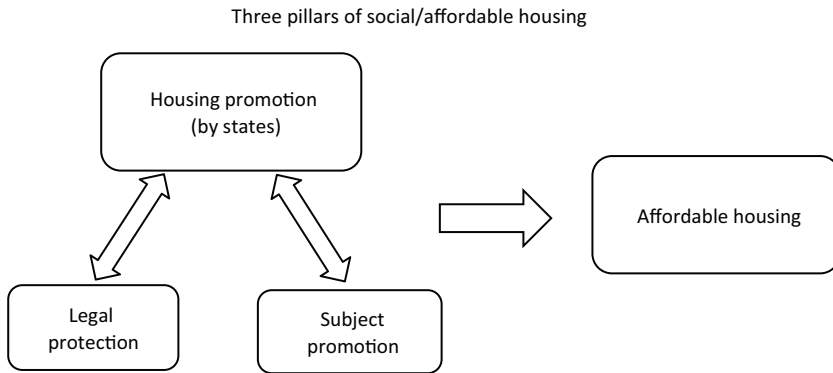 Three pillars of social/affordable housing
Housing promotion
(by states)
Affordable housing
Legal
protection
Subject
promotion